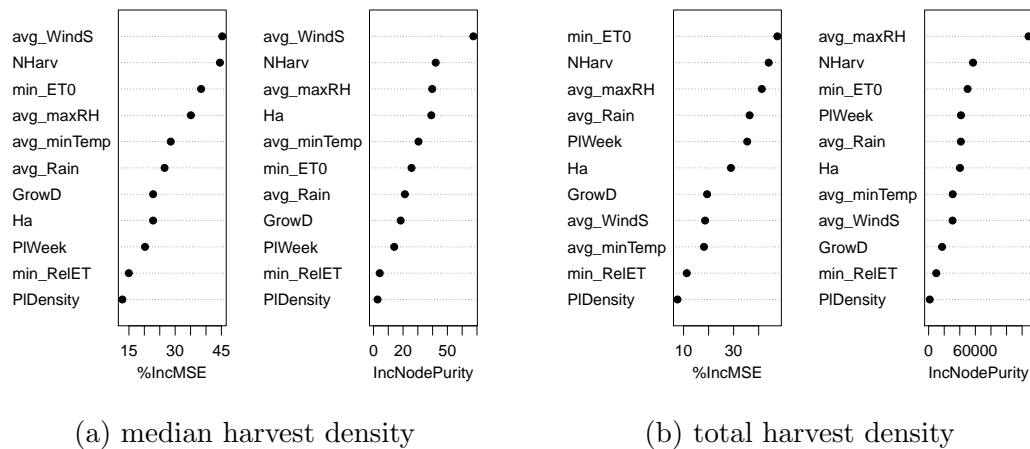 avg_WindS
NHarv
min_ET0
avg_maxRH
avg_minTemp
avg_Rain
GrowD
Ha
PlWeek
min_RelET
PlDensity
15 30 45
%IncMSE
avg_WindS
NHarv
avg_maxRH
Ha
avg_minTemp
min_ET0
avg_Rain
GrowD
PlWeek
min_RelET
PlDensity
0 20 50
IncNodePurity
(a) median harvest density
min_ET0
NHarv
avg_maxRH
avg_Rain
PlWeek
Ha
GrowD
avg_WindS
avg_minTemp
min_RelET
PlDensity
10 30
%IncMSE
avg_maxRH
NHarv
min_ET0
PlWeek
avg_Rain
Ha
avg_minTemp
avg_WindS
GrowD
min_RelET
PlDensity
0 60000
IncNodePurity
(b) total harvest density